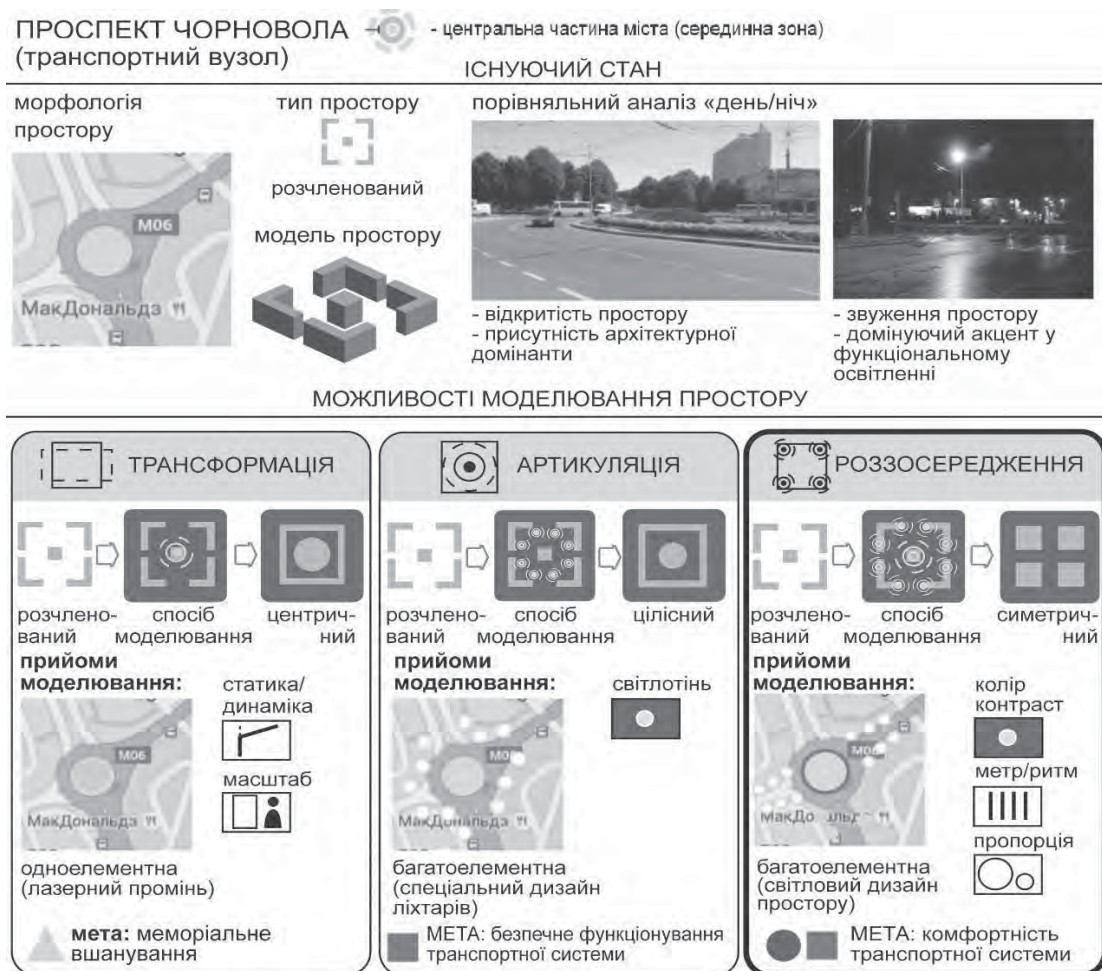 ПРОСПЕКТ ЧОРНОВОЛА - центральна частина міста (серединна зона)
(транспортний вузол)
ІСНУЮЧИЙ СТАН
морфологія
простору
М06
МакДональдз
тип простору
розчленований
модель простору
порівняльний аналіз «день/ніч»
- відкритість простору
- присутність архітектурної
домінанти
- звуження простору
- домінуючий акцент у
функціональному
освітленні
МОЖЛИВОСТІ МОДЕЛЮВАННЯ ПРОСТОРУ
ТРАНСФОРМАЦІЯ
розчлено-
ваний
спосіб
моделювання
центрич-
ний
прийоми
моделювання:
М06
МакДональдз
статика/
динаміка
масштаб
одноелементна
(лазерний промінь)
мета: меморіальне
вшанування
АРТИКУЛЯЦІЯ
розчлено-
ваний
спосіб
моделювання
цілісний
прийоми
моделювання:
М06
МакДональдз
світлотінь
багатоелементна
(спеціальний дизайн
ліхтарів)
МЕТА: безпечне функціонування
транспортної системи
РОЗЗОСЕРЕДЖЕННЯ
розчлено-
ваний
спосіб
моделювання
симетрич-
ний
прийоми
моделювання:
М06
колір
контраст
метр/ритм
пропорція
багатоелементна
(світловий дизайн
простору)
МЕТА: комфортність
транспортної системи